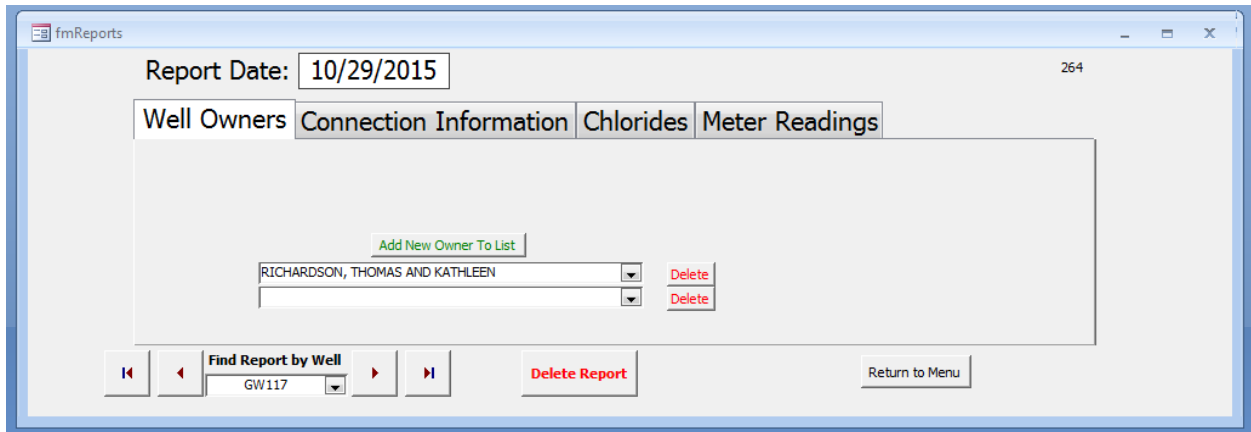 fmReports
Report Date: 10/29/2015
264
Well Owners Connection Information Chlorides Meter Readings
Add New Owner To List
RICHARDSON, THOMAS AND KATHLEEN Delete
Delete
Find Report by Well
GW117
Delete Report
Return to Menu